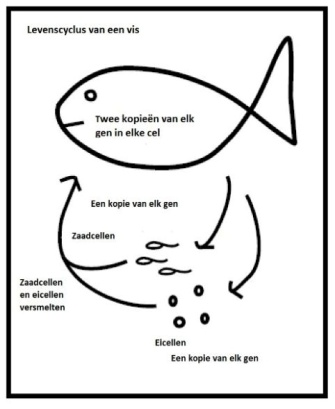 Levenscyclus van een vis
Twee kopieën van elk
gen in elke cel
Een kopie van elk gen
Zaadcellen
Zaadcellen
en eicellen
versmelten
Eicellen
Een kopie van elk gen